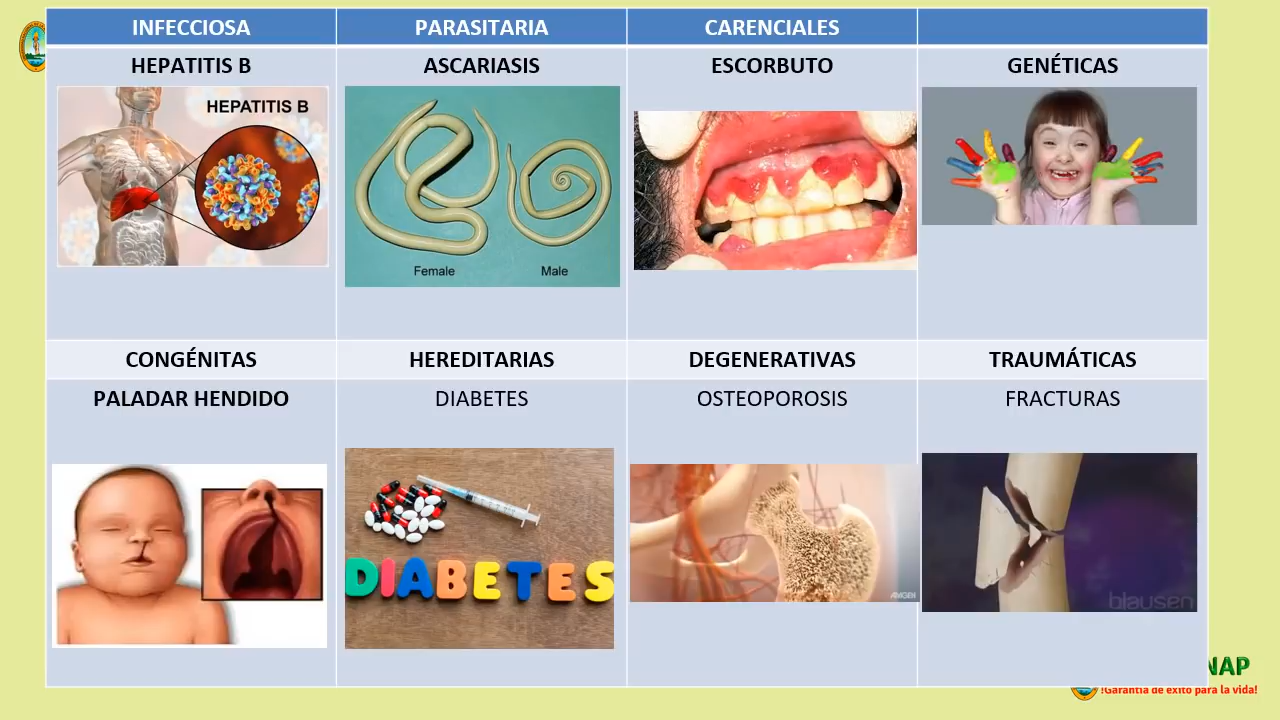 INFECCIOSA
PARASITARIA
CARENCIALES
HEPATITIS B
ASCARIASIS
ESCORBUTO
GENÉTICAS
HEPATITIS B
Female
Male
CONGÉNITAS
HEREDITARIAS
DEGENERATIVAS
TRAUMÁTICAS
PALADAR HENDIDO
DIABETES
OSTEOPOROSIS
FRACTURAS
DIABETES
AMGEN
blausen
NAP
!Garantía de éxito para la vida!